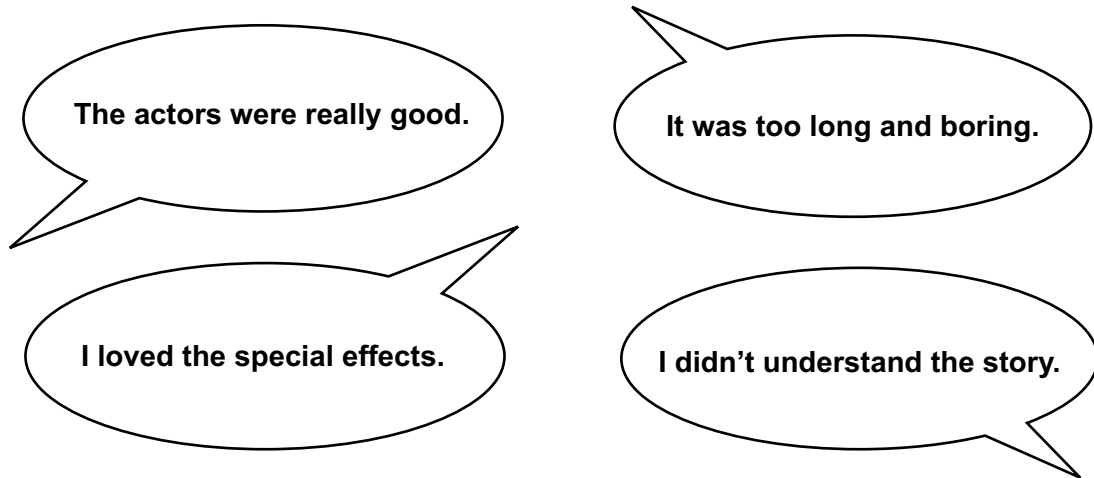 The actors were really good.
It was too long and boring.
I loved the special effects.
I didn’t understand the story.